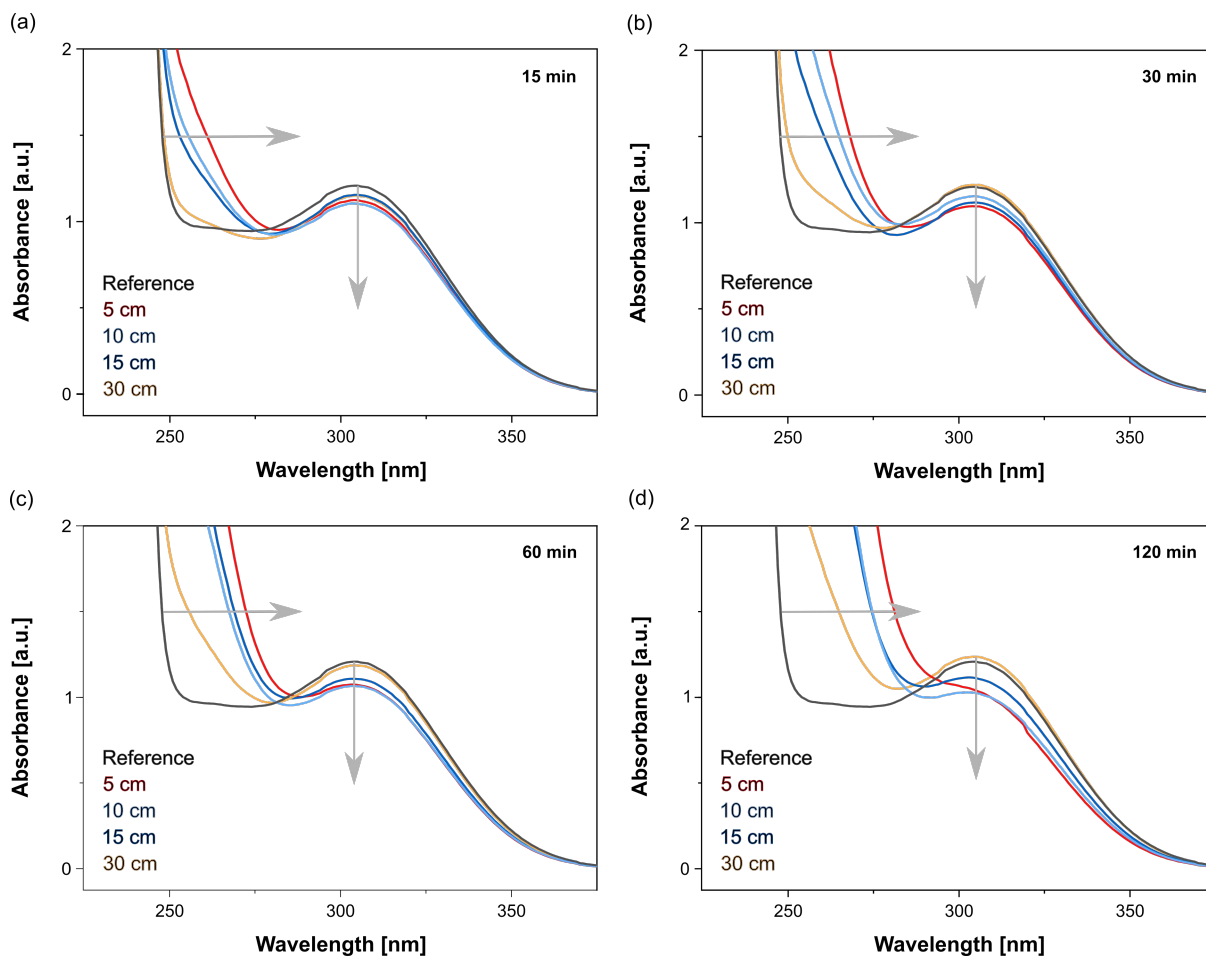 (a)
Absorbance [a.u.]
2
1
0
15 min
Reference
5 cm
10 cm
15 cm
30 cm
250
300
350
Wavelength [nm]
(b)
Absorbance [a.u.]
2
1
0
30 min
Reference
5 cm
10 cm
15 cm
30 cm
250
300
350
Wavelength [nm]
(c)
Absorbance [a.u.]
2
1
0
60 min
Reference
5 cm
10 cm
15 cm
30 cm
250
300
350
Wavelength [nm]
(d)
Absorbance [a.u.]
2
1
0
120 min
Reference
5 cm
10 cm
15 cm
30 cm
250
300
350
Wavelength [nm]